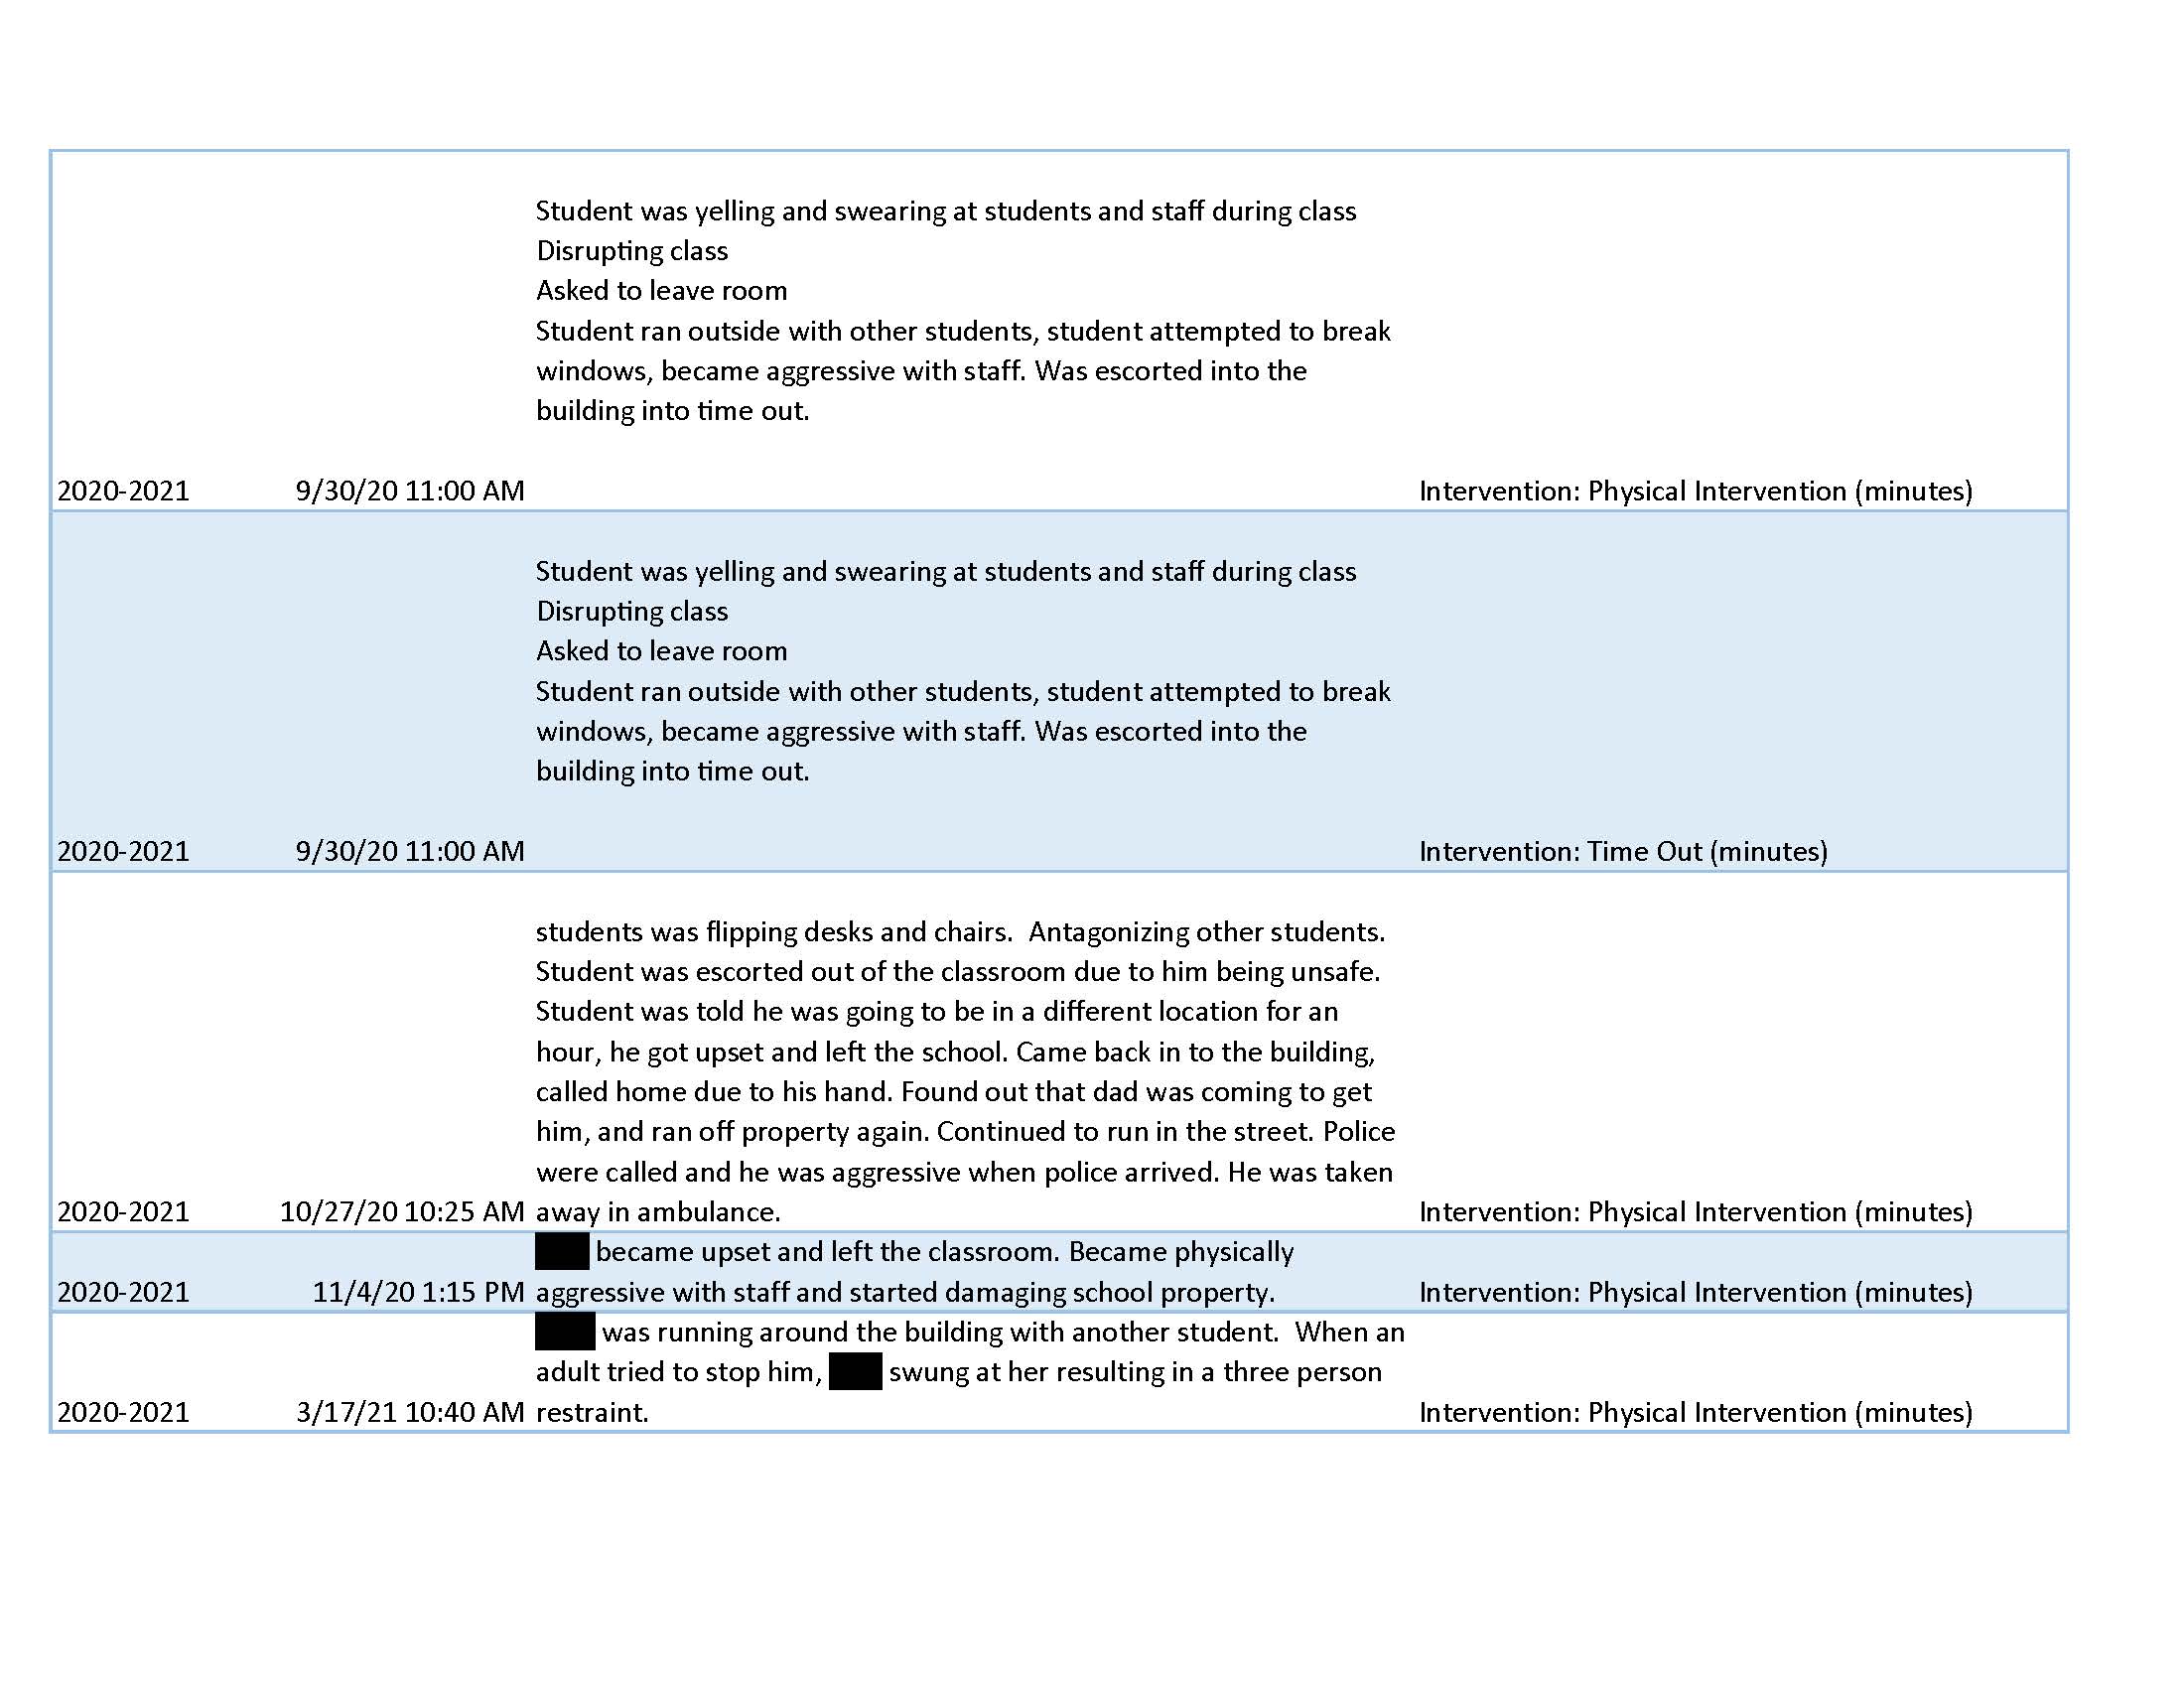 Student was yelling and swearing at students and staff during class
Disrupting class
Asked to leave room
Student ran outside with other students, student attempted to break
windows, became aggressive with staff. Was escorted into the
building into time out.
2020-2021 9/30/20 11:00 AM Intervention: Physical Intervention (minutes)
Student was yelling and swearing at students and staff during class
Disrupting class
Asked to leave room
Student ran outside with other students, student attempted to break
windows, became aggressive with staff. Was escorted into the
building into time out.
2020-2021 9/30/20 11:00 AM Intervention: Time Out (minutes)
students was flipping desks and chairs.  Antagonizing other students.
Student was escorted out of the classroom due to him being unsafe.
Student was told he was going to be in a different location for an
hour, he got upset and left the school. Came back in to the building,
called home due to his hand. Found out that dad was coming to get
him, and ran off property again. Continued to run in the street. Police
were called and he was aggressive when police arrived. He was taken
2020-2021 10/27/20 10:25 AM away in ambulance. Intervention: Physical Intervention (minutes)
became upset and left the classroom. Became physically
2020-2021 11/4/20 1:15 PM aggressive with staff and started damaging school property. Intervention: Physical Intervention (minutes)
was running around the building with another student.  When an
adult tried to stop him, swung at her resulting in a three person
2020-2021 3/17/21 10:40 AM restraint. Intervention: Physical Intervention (minutes)